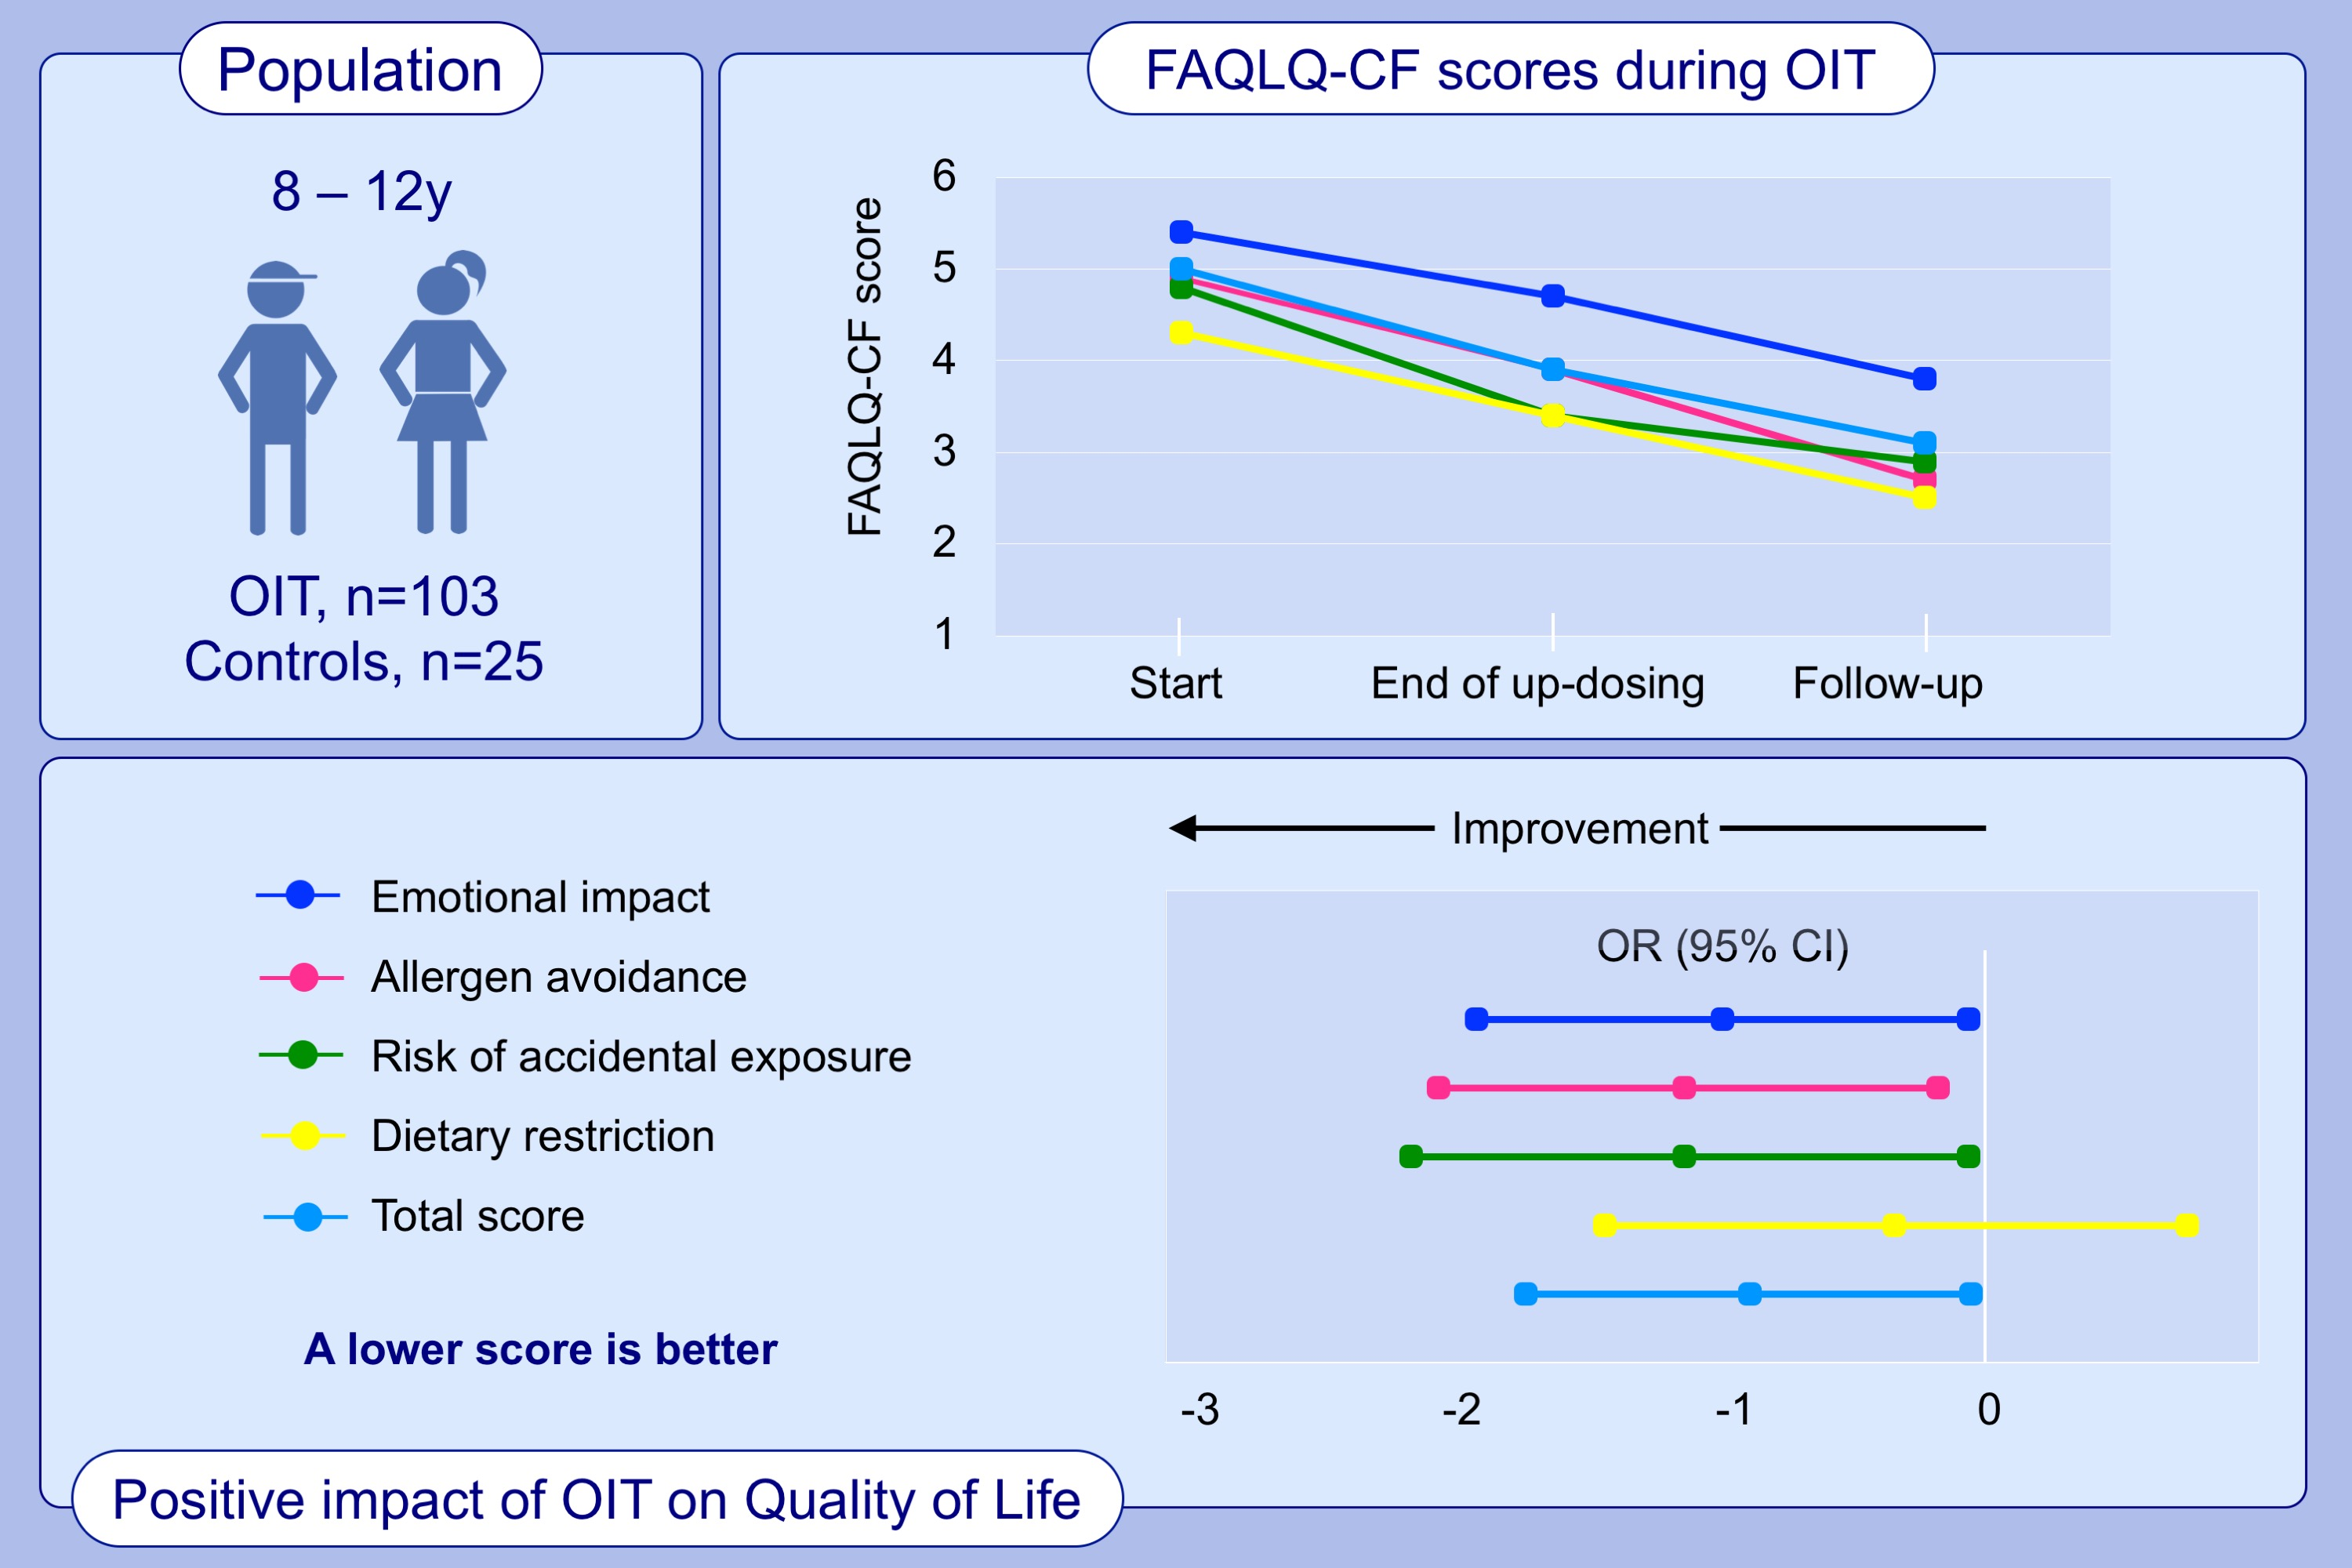 Population
8 – 12y
OIT, n=103
Controls, n=25
FAQLQ-CF scores during OIT
FAQLQ-CF score
6
5
4
3
2
1
Start
End of up-dosing
Follow-up
Emotional impact
Allergen avoidance
Risk of accidental exposure
Dietary restriction
Total score
A lower score is better
Improvement
OR (95% CI)
-3
-2
-1
0
Positive impact of OIT on Quality of Life